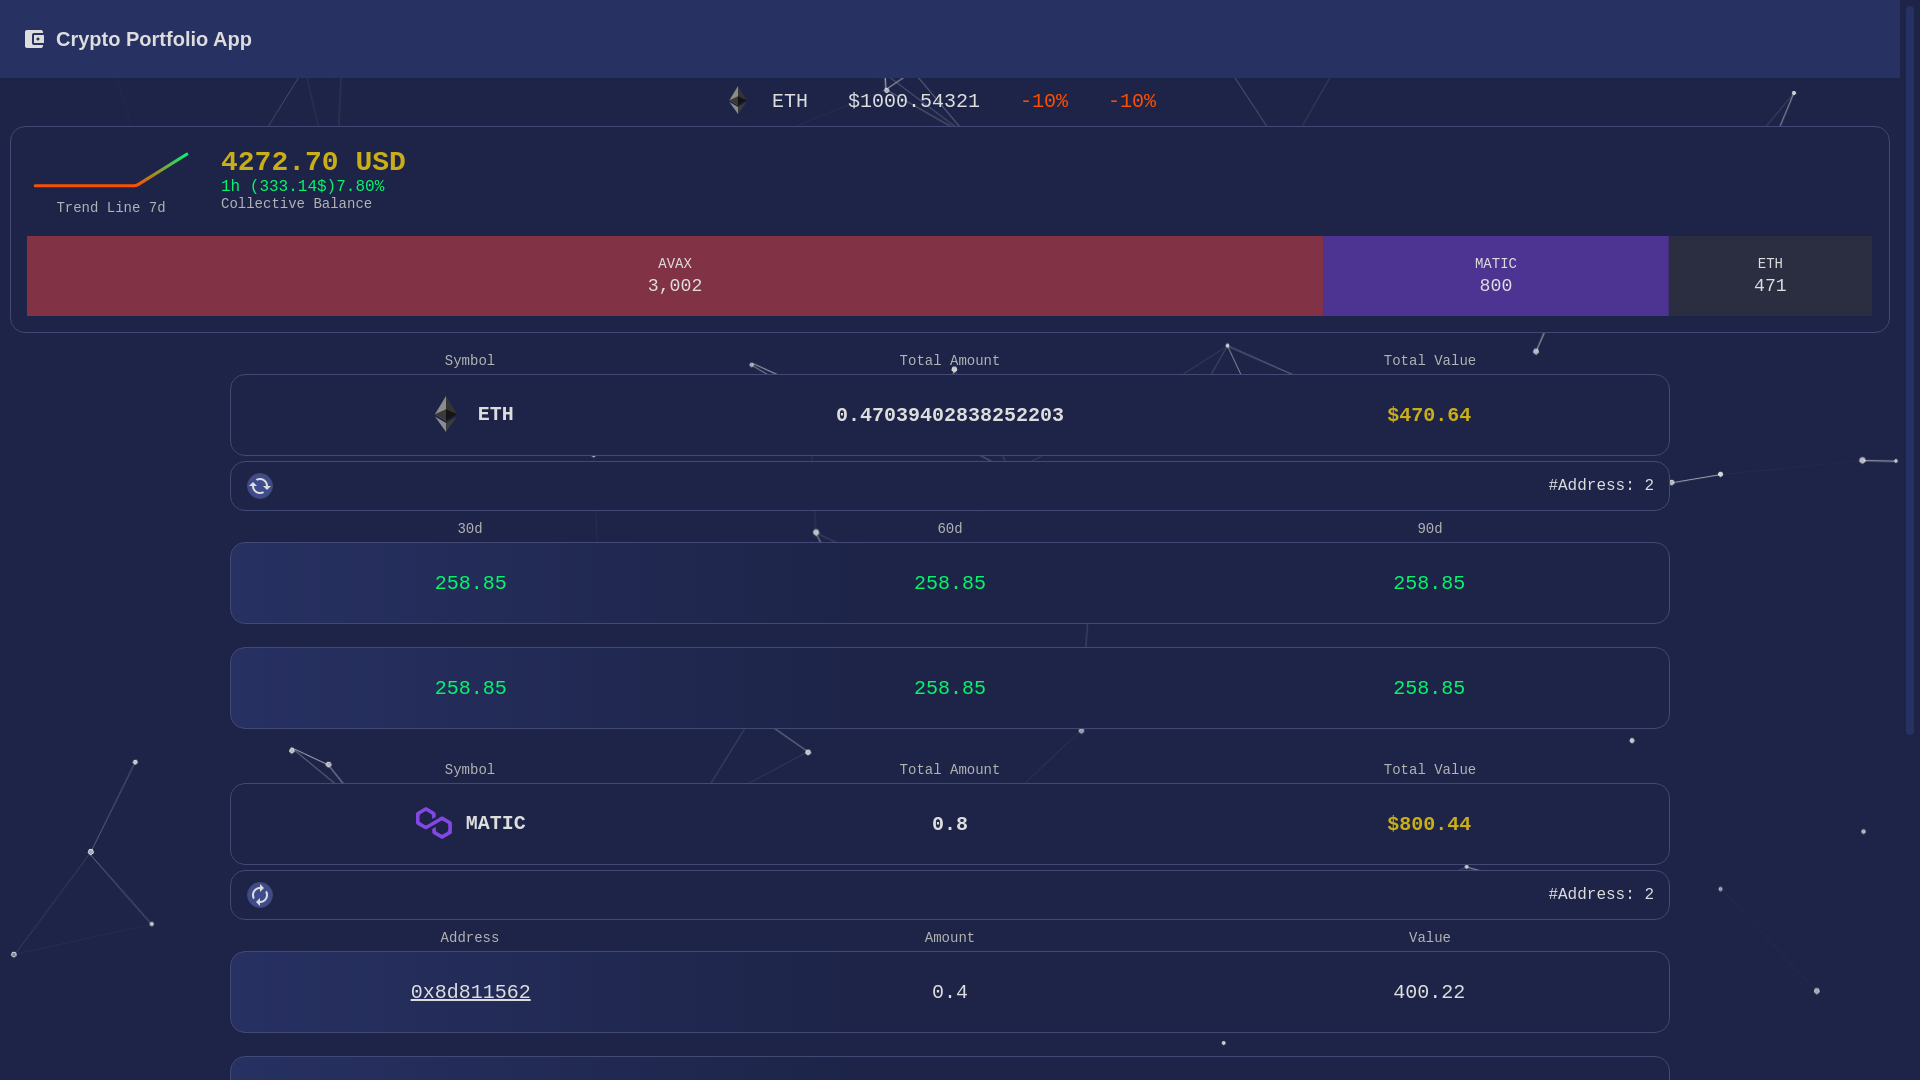 Crypto Portfolio App
ETH $1000.54321 -10% -10%
4272.70 USD
1h (333.14$)7.80%
Collective Balance
Trend Line 7d
AVAX MATIC ETH
3,002 800 471
Symbol Total Amount Total Value
ETH 0.47039402838252203 $470.64
#Address: 2
30d 60d 90d
258.85 258.85 258.85
258.85 258.85 258.85
Symbol Total Amount Total Value
MATIC 0.8 $800.44
#Address: 2
Address Amount Value
0x8d811562 0.4 400.22